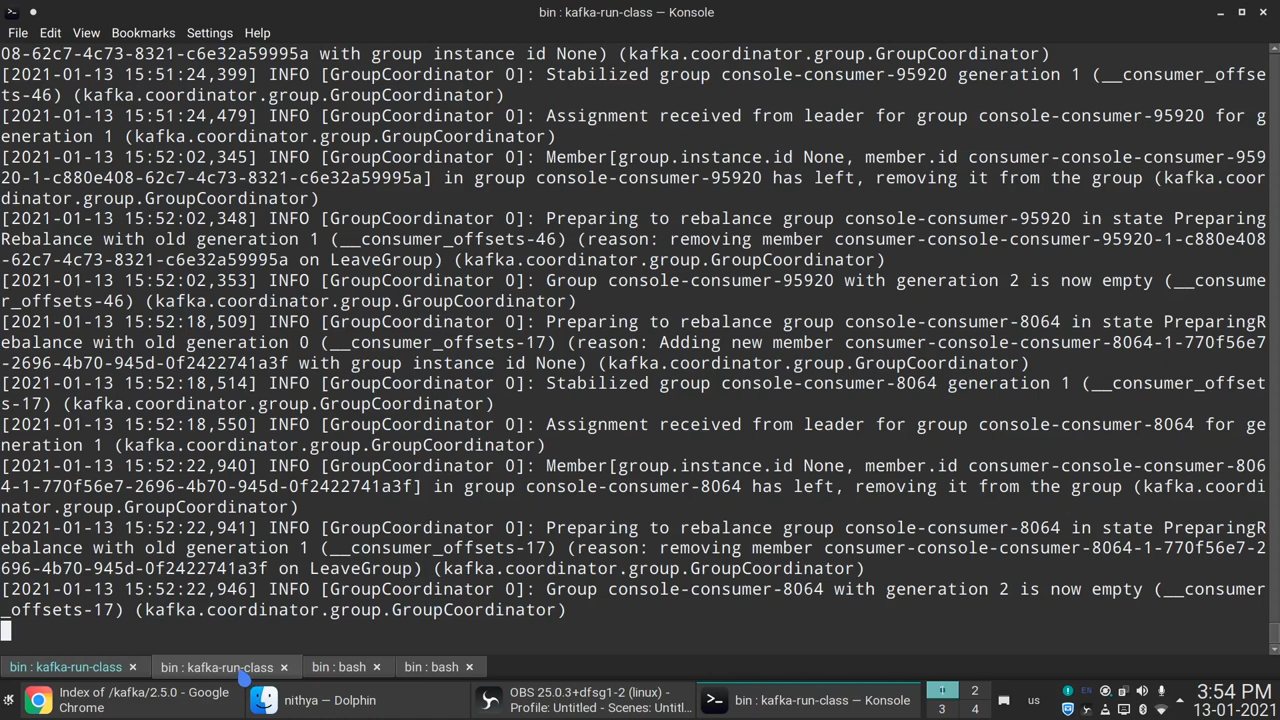 bin : kafka-run-class — Konsole
File Edit View Bookmarks Settings Help
08-62c7-4c73-8321-c6e32a59995a with group instance id None) (kafka.coordinator.group.GroupCoordinator)
[2021-01-13 15:51:24,399] INFO [GroupCoordinator 0]: Stabilized group console-consumer-95920 generation 1 (__consumer_offse
ts-46) (kafka.coordinator.group.GroupCoordinator)
[2021-01-13 15:51:24,479] INFO [GroupCoordinator 0]: Assignment received from leader for group console-consumer-95920 for g
eneration 1 (kafka.coordinator.group.GroupCoordinator)
[2021-01-13 15:52:02,345] INFO [GroupCoordinator 0]: Member[group.instance.id None, member.id consumer-console-consumer-959
20-1-c880e408-62c7-4c73-8321-c6e32a59995a] in group console-consumer-95920 has left, removing it from the group (kafka.coor
dinator.group.GroupCoordinator)
[2021-01-13 15:52:02,348] INFO [GroupCoordinator 0]: Preparing to rebalance group console-consumer-95920 in state Preparing
Rebalance with old generation 1 (__consumer_offsets-46) (reason: removing member consumer-console-consumer-95920-1-c880e408
-62c7-4c73-8321-c6e32a59995a on LeaveGroup) (kafka.coordinator.group.GroupCoordinator)
[2021-01-13 15:52:02,353] INFO [GroupCoordinator 0]: Group console-consumer-95920 with generation 2 is now empty (__consume
r_offsets-46) (kafka.coordinator.group.GroupCoordinator)
[2021-01-13 15:52:18,509] INFO [GroupCoordinator 0]: Preparing to rebalance group console-consumer-8064 in state PreparingR
ebalance with old generation 0 (__consumer_offsets-17) (reason: Adding new member consumer-console-consumer-8064-1-770f56e7
-2696-4b70-945d-0f2422741a3f with group instance id None) (kafka.coordinator.group.GroupCoordinator)
[2021-01-13 15:52:18,514] INFO [GroupCoordinator 0]: Stabilized group console-consumer-8064 generation 1 (__consumer_offset
s-17) (kafka.coordinator.group.GroupCoordinator)
[2021-01-13 15:52:18,550] INFO [GroupCoordinator 0]: Assignment received from leader for group console-consumer-8064 for ge
neration 1 (kafka.coordinator.group.GroupCoordinator)
[2021-01-13 15:52:22,940] INFO [GroupCoordinator 0]: Member[group.instance.id None, member.id consumer-console-consumer-806
4-1-770f56e7-2696-4b70-945d-0f2422741a3f] in group console-consumer-8064 has left, removing it from the group (kafka.coordi
nator.group.GroupCoordinator)
[2021-01-13 15:52:22,941] INFO [GroupCoordinator 0]: Preparing to rebalance group console-consumer-8064 in state PreparingR
ebalance with old generation 1 (__consumer_offsets-17) (reason: removing member consumer-console-consumer-8064-1-770f56e7-2
696-4b70-945d-0f2422741a3f on LeaveGroup) (kafka.coordinator.group.GroupCoordinator)
[2021-01-13 15:52:22,946] INFO [GroupCoordinator 0]: Group console-consumer-8064 with generation 2 is now empty (__consumer
_offsets-17) (kafka.coordinator.group.GroupCoordinator)
bin : kafka-run-class bin : kafka-run-class bin : bash bin : bash
Index of /kafka/2.5.0 - Google Chrome
nithya — Dolphin
OBS 25.0.3+dfsg1-2 (linux) - Profile: Untitled - Scenes: Untitl...
bin : kafka-run-class — Konsole
2
3 4
us
EN
3:54 PM
13-01-2021